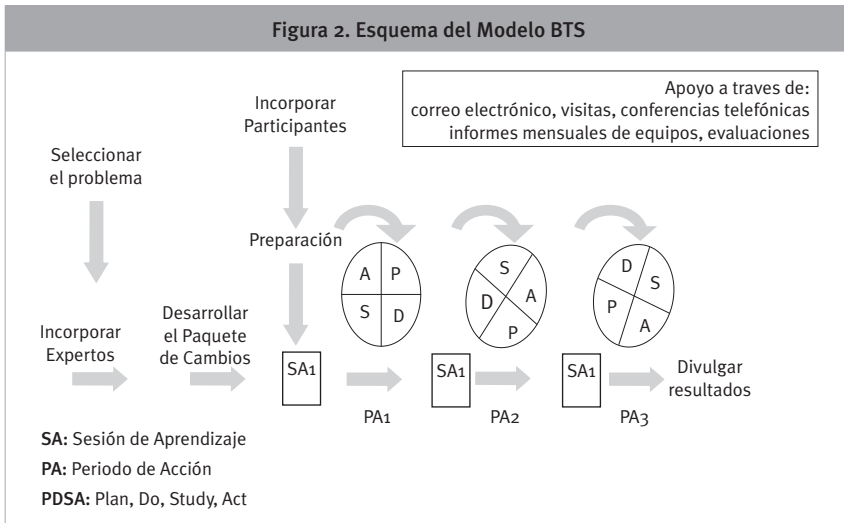 Figura 2. Esquema del Modelo BTS
Apoyo a traves de:
correo electrónico, visitas, conferencias telefónicas
informes mensuales de equipos, evaluaciones
Incorporar
Participantes
Seleccionar
el problema
Preparación
A P
S D
S
D A
P
D
S
P
A
Incorporar
Expertos
Desarrollar
el Paquete
de Cambios
SA1
SA1
SA1
Divulgar
resultados
PA1
PA2
PA3
SA: Sesión de Aprendizaje
PA: Periodo de Acción
PDSA: Plan, Do, Study, Act